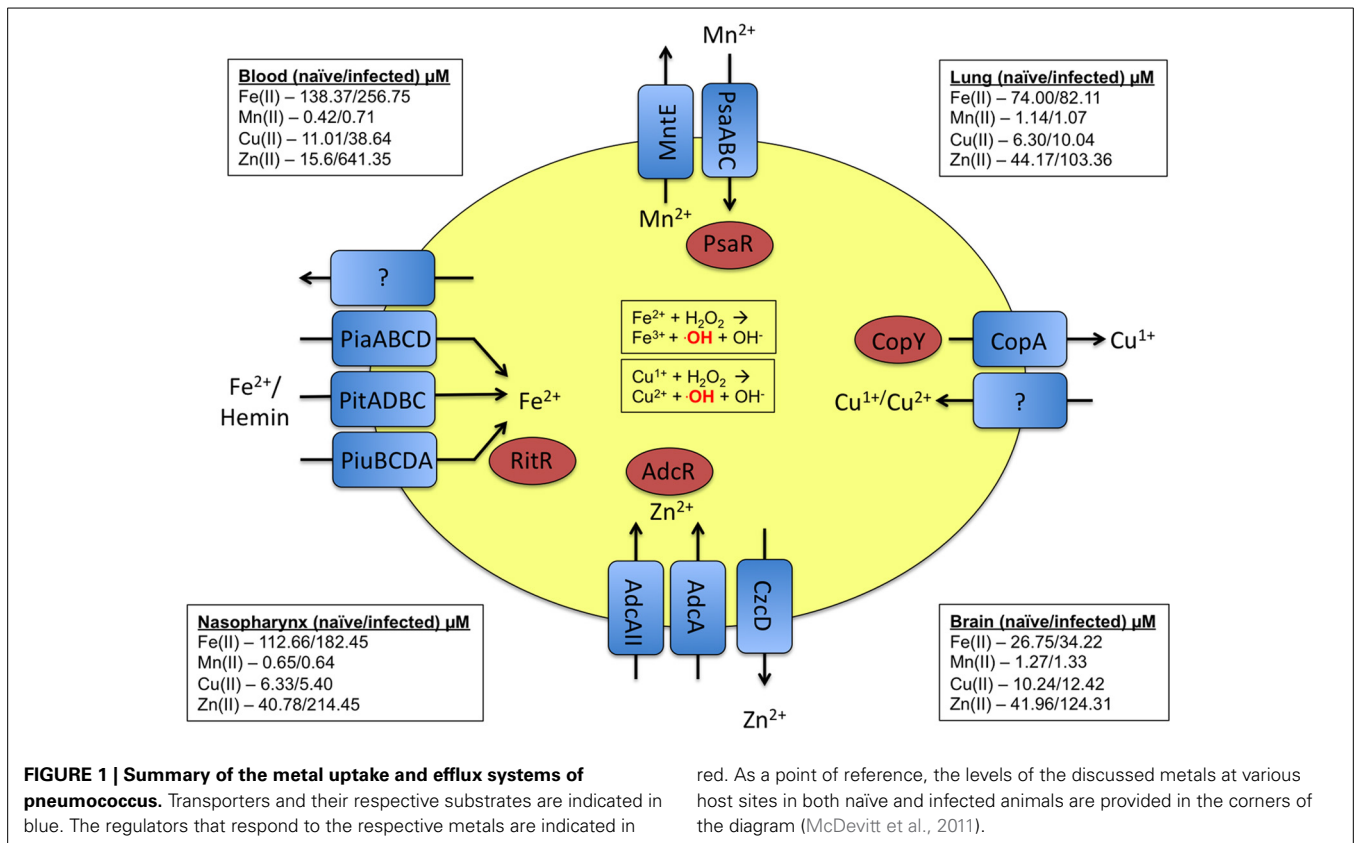 Blood (naïve/infected) µM
Fe(II) – 138.37/256.75
Mn(II) – 0.42/0.71
Cu(II) – 11.01/38.64
Zn(II) – 15.6/641.35
Mn²⁺
MntE
PsaABC
Mn²⁺
PsaR
Lung (naïve/infected) µM
Fe(II) – 74.00/82.11
Mn(II) – 1.14/1.07
Cu(II) – 6.30/10.04
Zn(II) – 44.17/103.36
?
PiaABCD
Fe²⁺/
Hemin
PitADBC
Fe²⁺
PiuBCDA
RitR
Fe²⁺ + H₂O₂ →
Fe³⁺ + ·OH + OH⁻
Cu¹⁺ + H₂O₂ →
Cu²⁺ + ·OH + OH⁻
CopY
CopA
Cu¹⁺
Cu¹⁺/Cu²⁺
?
AdcR
Zn²⁺
AdcAII
AdcA
CzcD
Zn²⁺
Nasopharynx (naïve/infected) µM
Fe(II) – 112.66/182.45
Mn(II) – 0.65/0.64
Cu(II) – 6.33/5.40
Zn(II) – 40.78/214.45
Brain (naïve/infected) µM
Fe(II) – 26.75/34.22
Mn(II) – 1.27/1.33
Cu(II) – 10.24/12.42
Zn(II) – 41.96/124.31
FIGURE 1 | Summary of the metal uptake and efflux systems of
pneumococcus. Transporters and their respective substrates are indicated in
blue. The regulators that respond to the respective metals are indicated in
red. As a point of reference, the levels of the discussed metals at various
host sites in both naïve and infected animals are provided in the corners of
the diagram (McDevitt et al., 2011).